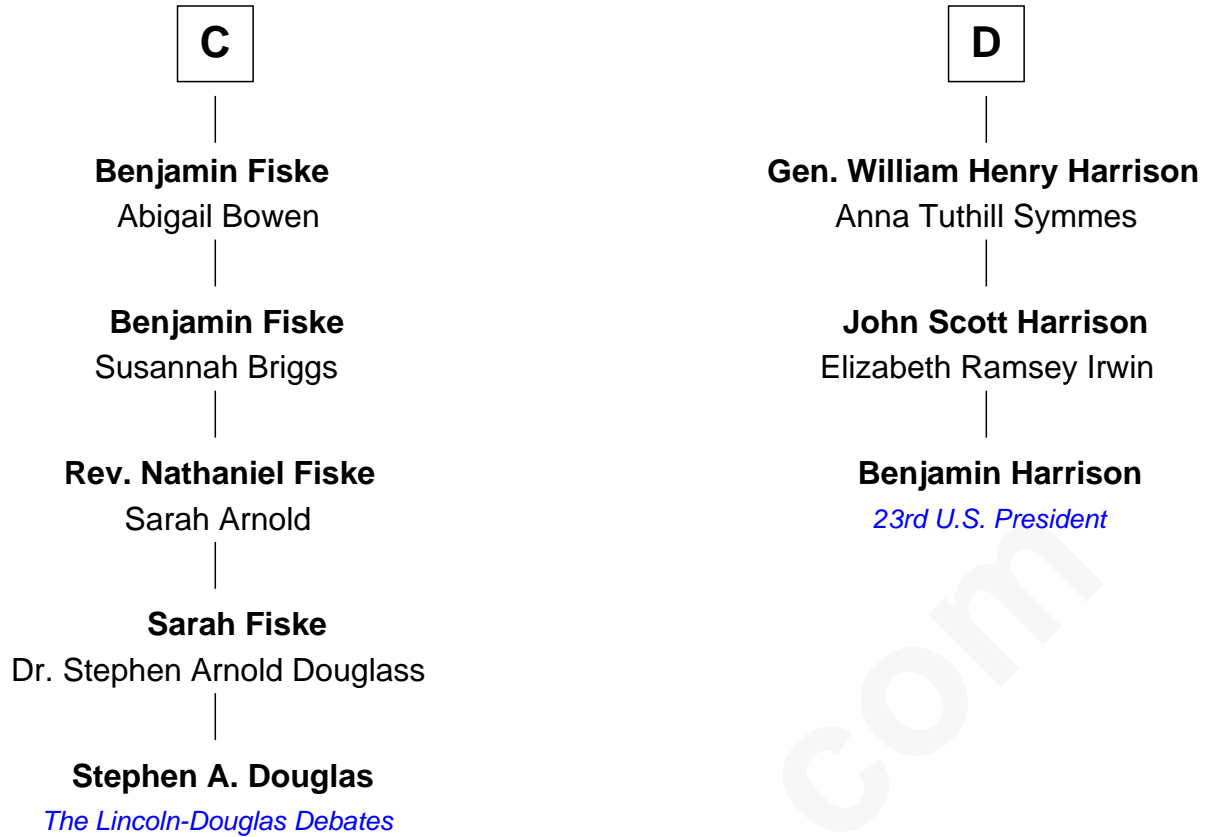 C
Benjamin Fiske
Abigail Bowen
Benjamin Fiske
Susannah Briggs
Rev. Nathaniel Fiske
Sarah Arnold
Sarah Fiske
Dr. Stephen Arnold Douglass
Stephen A. Douglas
The Lincoln-Douglas Debates
D
Gen. William Henry Harrison
Anna Tuthill Symmes
John Scott Harrison
Elizabeth Ramsey Irwin
Benjamin Harrison
23rd U.S. President
com